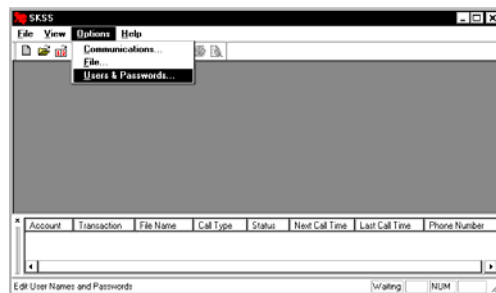 SKSS
File View Options Help
Communications...
File...
Users & Passwords...
Account Transaction File Name Call Type Status Next Call Time Last Call Time Phone Number
Edit User Names and Passwords Waiting NUM